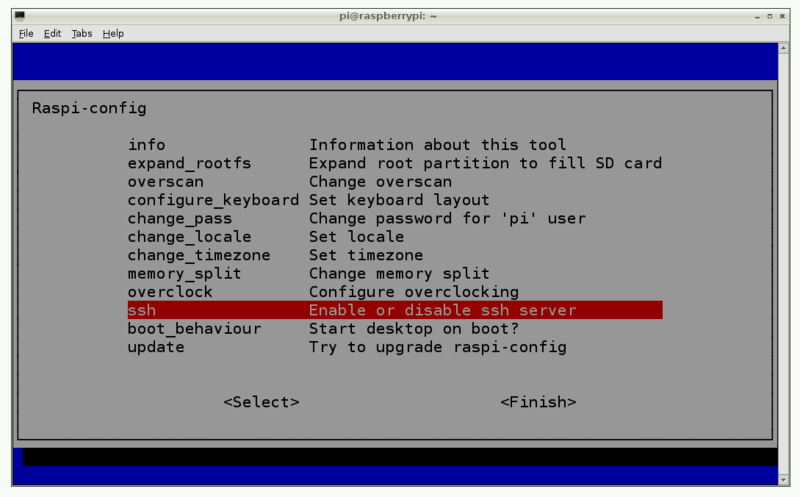 pi@raspberrypi: ~
File Edit Tabs Help
Raspi-config
info Information about this tool
expand_rootfs Expand root partition to fill SD card
overscan Change overscan
configure_keyboard Set keyboard layout
change_pass Change password for 'pi' user
change_locale Set locale
change_timezone Set timezone
memory_split Change memory split
overclock Configure overclocking
ssh Enable or disable ssh server
boot_behaviour Start desktop on boot?
update Try to upgrade raspi-config
<Select> <Finish>